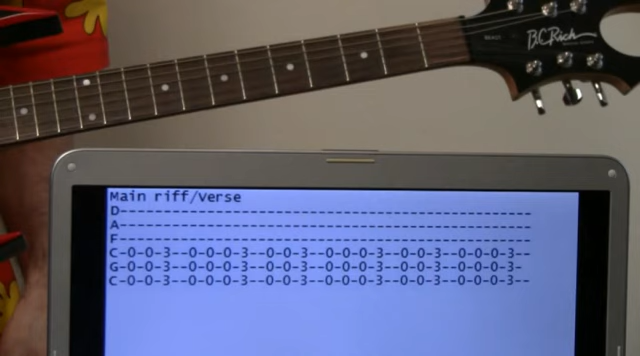 B.C.Rich
Main riff/Verse
D-------------------------------------------------
A-------------------------------------------------
F-------------------------------------------------
C-0-0-3--0-0-0-3--0-0-3--0-0-0-3--0-0-3--0-0-0-3--
G-0-0-3--0-0-0-3--0-0-3--0-0-0-3--0-0-3--0-0-0-3-
C-0-0-3--0-0-0-3--0-0-3--0-0-0-3--0-0-3--0-0-0-3--